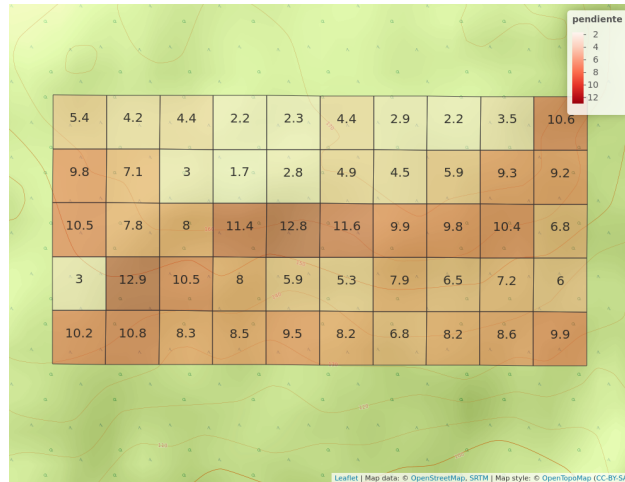 pendiente
2
4
6
8
10
12
5.4 4.2 4.4 2.2 2.3 4.4 2.9 2.2 3.5 10.6
9.8 7.1 3 1.7 2.8 4.9 4.5 5.9 9.3 9.2
10.5 7.8 8 11.4 12.8 11.6 9.9 9.8 10.4 6.8
3 12.9 10.5 8 5.9 5.3 7.9 6.5 7.2 6
10.2 10.8 8.3 8.5 9.5 8.2 6.8 8.2 8.6 9.9
Leaflet | Map data: © OpenStreetMap, SRTM | Map style: © OpenTopoMap (CC-BY-SA